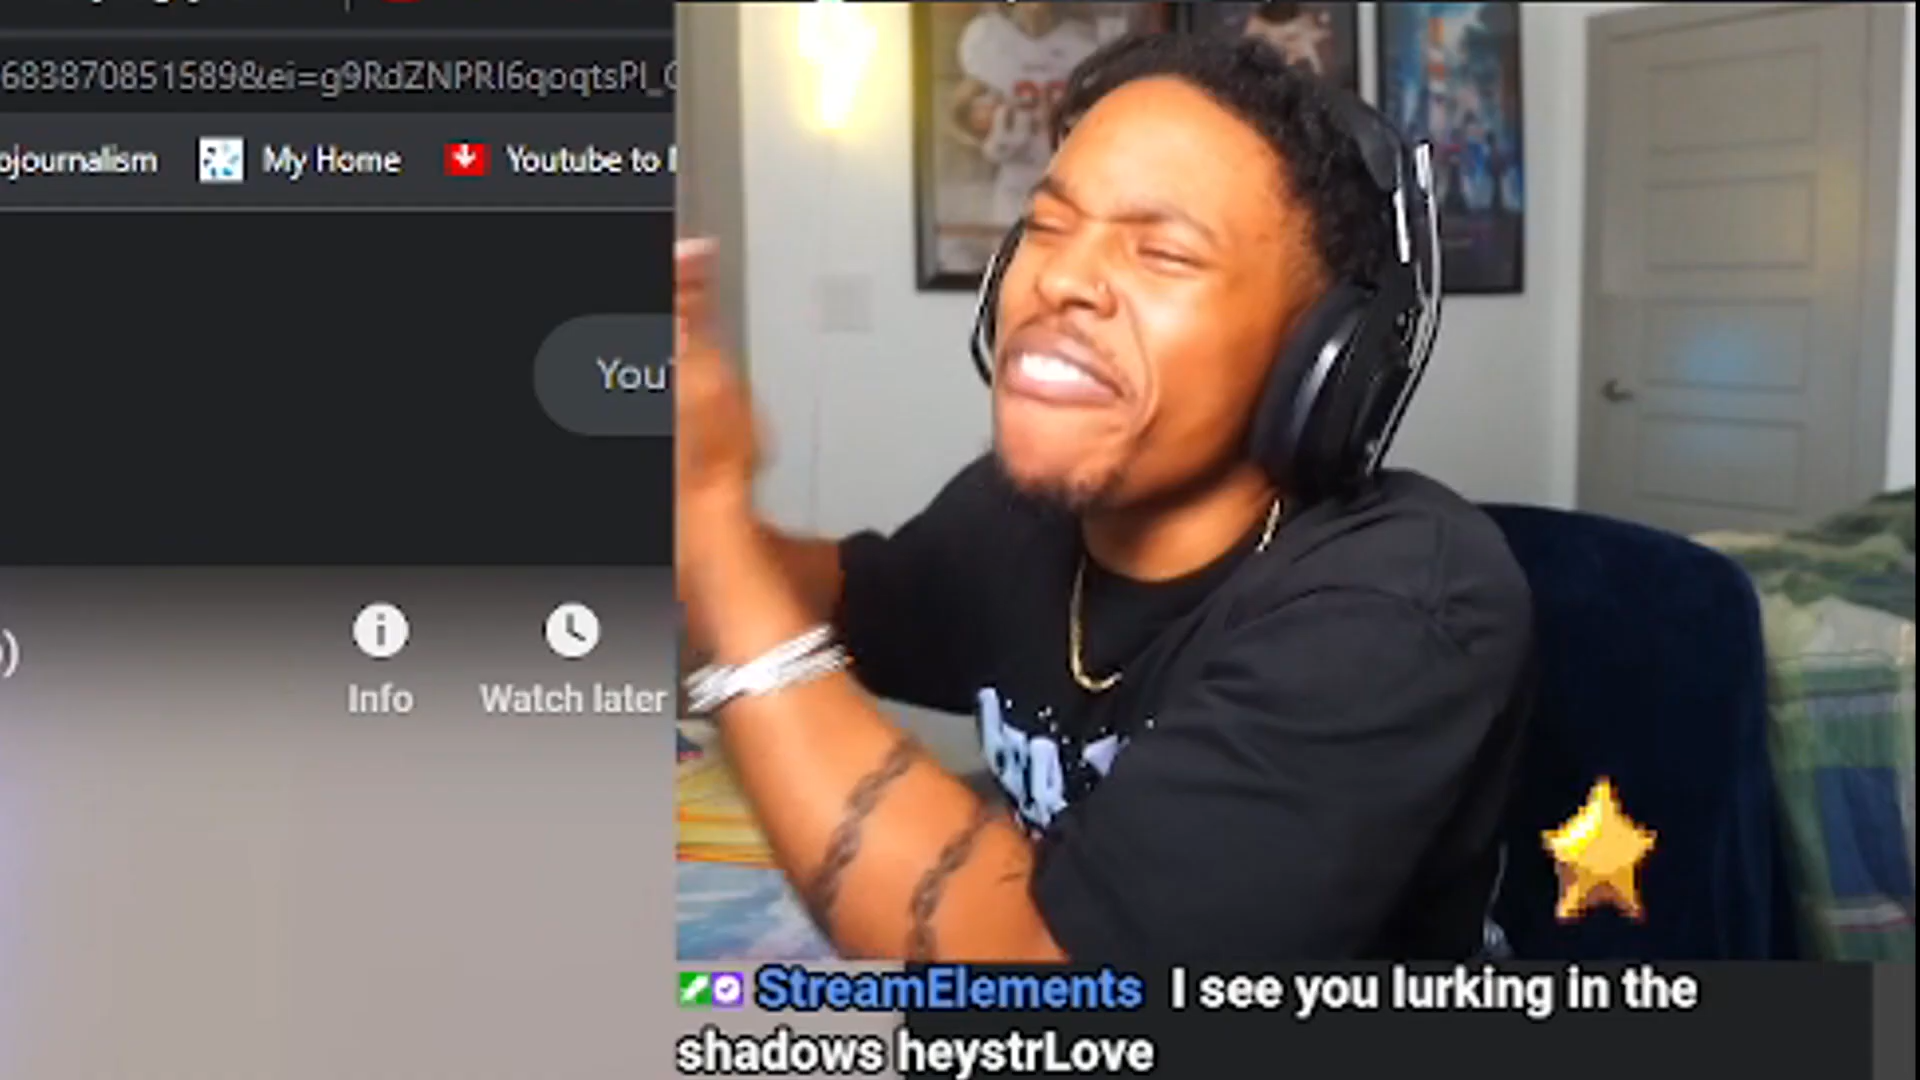 683870851589&ei=g9RdZNPRI6qoqtsPl_
ojournalism My Home Youtube to
You
Info Watch later
StreamElements I see you lurking in the
shadows heystrLove